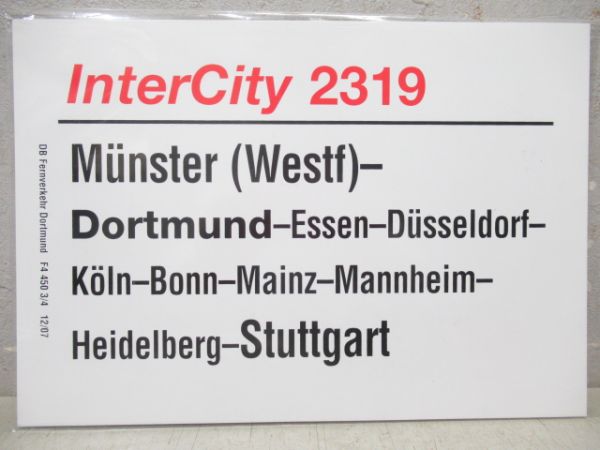 InterCity 2319
Münster (Westf)–
Dortmund–Essen–Düsseldorf–
Köln–Bonn–Mainz–Mannheim–
Heidelberg–Stuttgart
DB Fernverkehr Dortmund F4 450 3/4 12/07